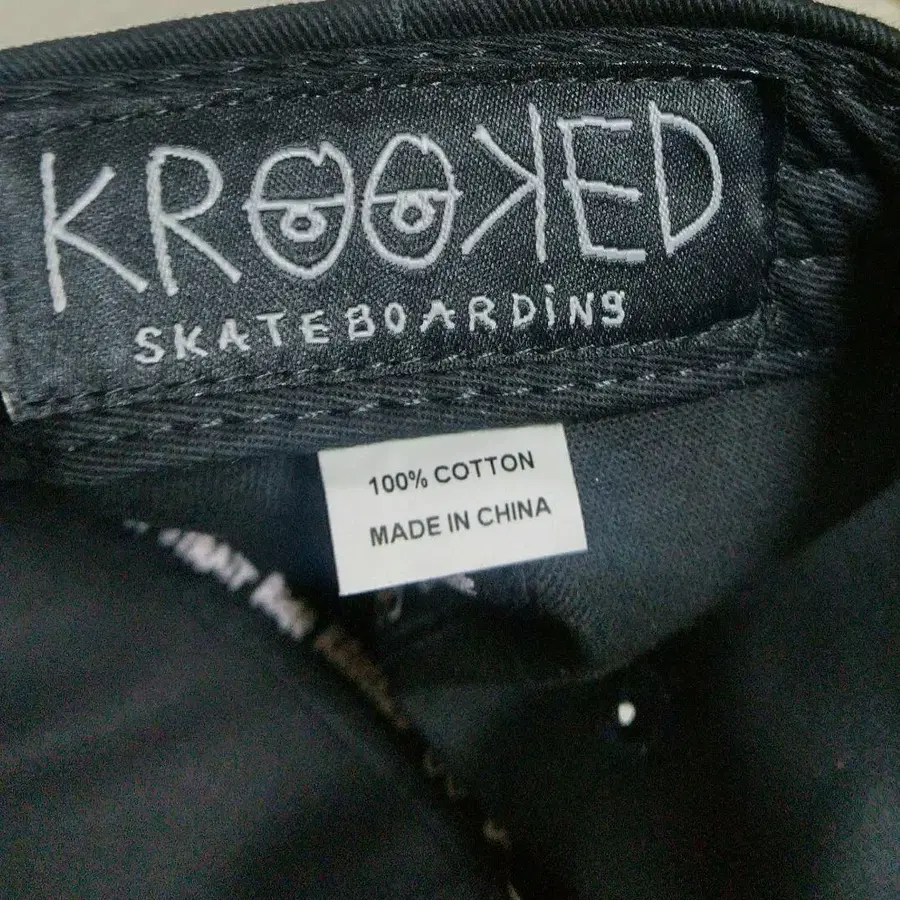 KROOKED
SKATEBOARDiNG
100% COTTON
MADE IN CHINA